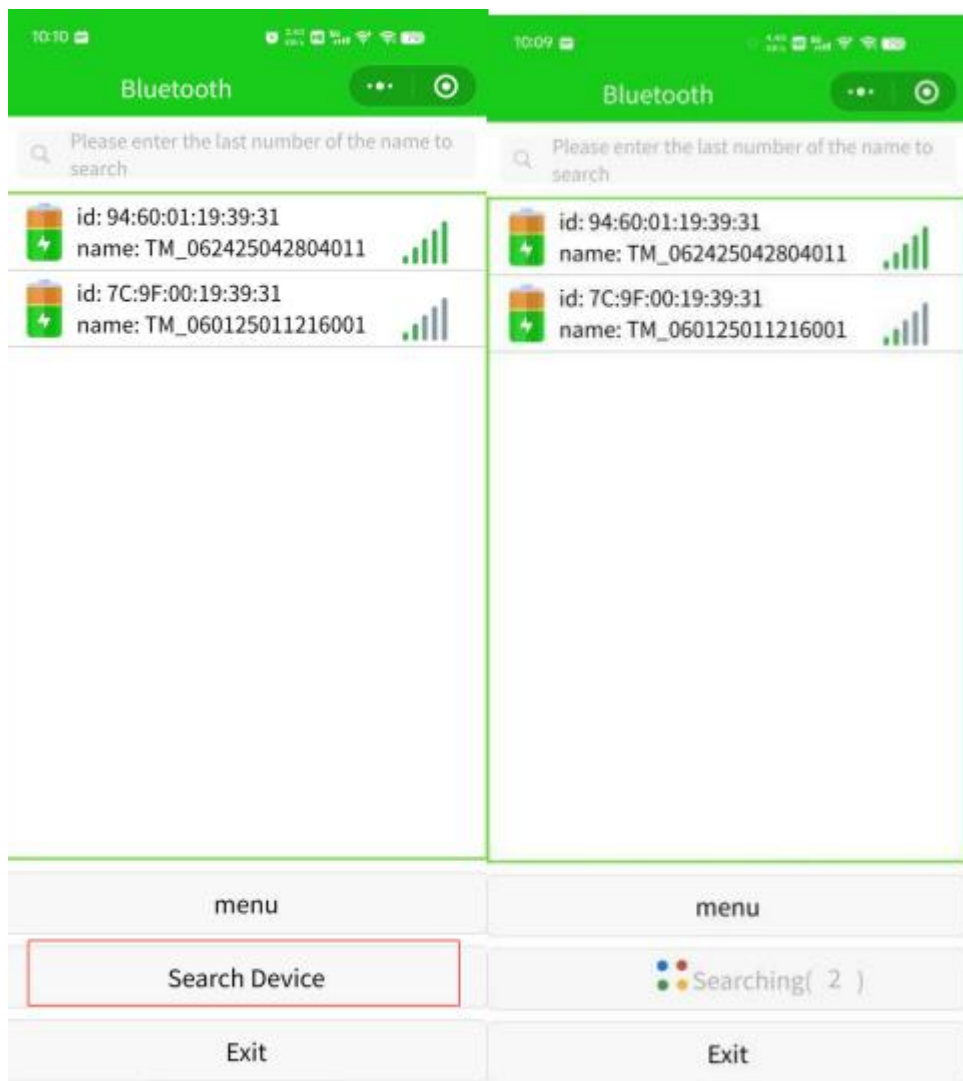 10:10
Bluetooth
Please enter the last number of the name to
search
id: 94:60:01:19:39:31
name: TM_062425042804011
id: 7C:9F:00:19:39:31
name: TM_060125011216001
menu
Search Device
Exit
10:09
Bluetooth
Please enter the last number of the name to
search
id: 94:60:01:19:39:31
name: TM_062425042804011
id: 7C:9F:00:19:39:31
name: TM_060125011216001
menu
Searching( 2 )
Exit